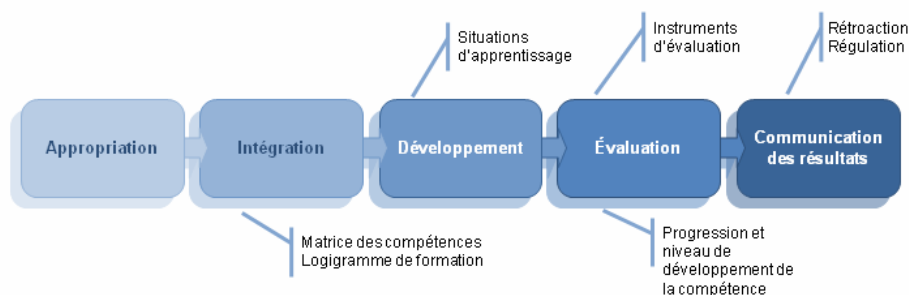 Situations
d'apprentissage
Instruments
d'évaluation
Rétroaction
Régulation
Appropriation
Intégration
Développement
Évaluation
Communication
des résultats
Matrice des compétences
Logigramme de formation
Progression et
niveau de
développement de
la compétence